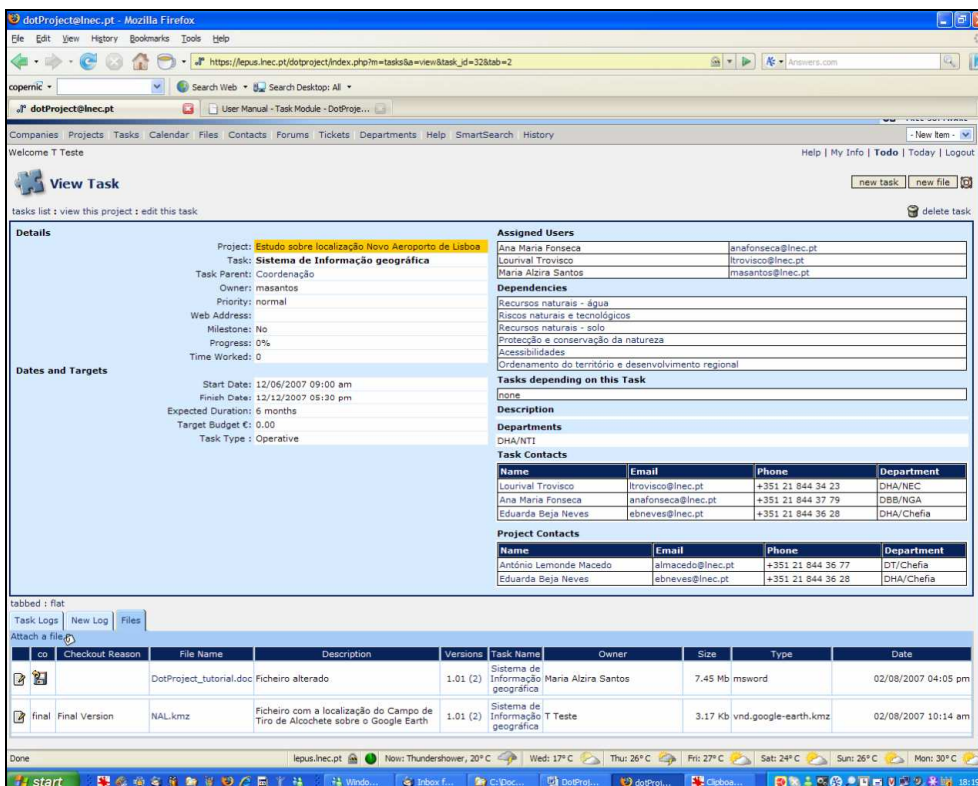 dotProject@lnec.pt - Mozilla Firefox
File Edit View History Bookmarks Tools Help
https://lepus.lnec.pt/dotproject/index.php?m=tasks&a=view&task_id=32&tab=2
Answers.com
copernic
Search Web
Search Desktop: All
dotProject@lnec.pt
User Manual - Task Module - DotProje...
Companies Projects Tasks Calendar Files Contacts Forums Tickets Departments Help SmartSearch History
- New Item -
Welcome T Teste
Help | My Info | Todo | Today | Logout
View Task
new task
new file
tasks list : view this project : edit this task
delete task
Details
Project: Estudo sobre localização Novo Aeroporto de Lisboa
Task: Sistema de Informação geográfica
Task Parent: Coordenação
Owner: masantos
Priority: normal
Web Address:
Milestone: No
Progress: 0%
Time Worked: 0
Dates and Targets
Start Date: 12/06/2007 09:00 am
Finish Date: 12/12/2007 05:30 pm
Expected Duration: 6 months
Target Budget €: 0.00
Task Type : Operative
Assigned Users
Ana Maria Fonseca anafonseca@lnec.pt
Lourival Trovisco ltrovisco@lnec.pt
Maria Alzira Santos masantos@lnec.pt
Dependencies
Recursos naturais - água
Riscos naturais e tecnológicos
Recursos naturais - solo
Protecção e conservação da natureza
Acessibilidades
Ordenamento do território e desenvolvimento regional
Tasks depending on this Task
none
Description
Departments
DHA/NTI
Task Contacts
Name Email Phone Department
Lourival Trovisco ltrovisco@lnec.pt +351 21 844 34 23 DHA/NEC
Ana Maria Fonseca anafonseca@lnec.pt +351 21 844 37 79 DBB/NGA
Eduarda Beja Neves ebneves@lnec.pt +351 21 844 36 28 DHA/Chefia
Project Contacts
Name Email Phone Department
António Lemonde Macedo almacedo@lnec.pt +351 21 844 36 77 DT/Chefia
Eduarda Beja Neves ebneves@lnec.pt +351 21 844 36 28 DHA/Chefia
tabbed : flat
Task Logs New Log Files
Attach a file
co Checkout Reason File Name Description Versions Task Name Owner Size Type Date
DotProject_tutorial.doc Ficheiro alterado 1.01 (2) Sistema de Informação geográfica Maria Alzira Santos 7.45 Mb msword 02/08/2007 04:05 pm
final Final Version NAL.kmz Ficheiro com a localização do Campo de Tiro de Alcochete sobre o Google Earth 1.01 (2) Sistema de Informação geográfica T Teste 3.17 Kb vnd.google-earth.kmz 02/08/2007 10:14 am
Done
lepus.lnec.pt Now: Thundershower, 20° C Wed: 17° C Thu: 26° C Fri: 27° C Sat: 24° C Sun: 26° C Mon: 30° C
start
Windo... Inbox f... C:\Doc... DotProj... dotProj... Clipboa... 18:19